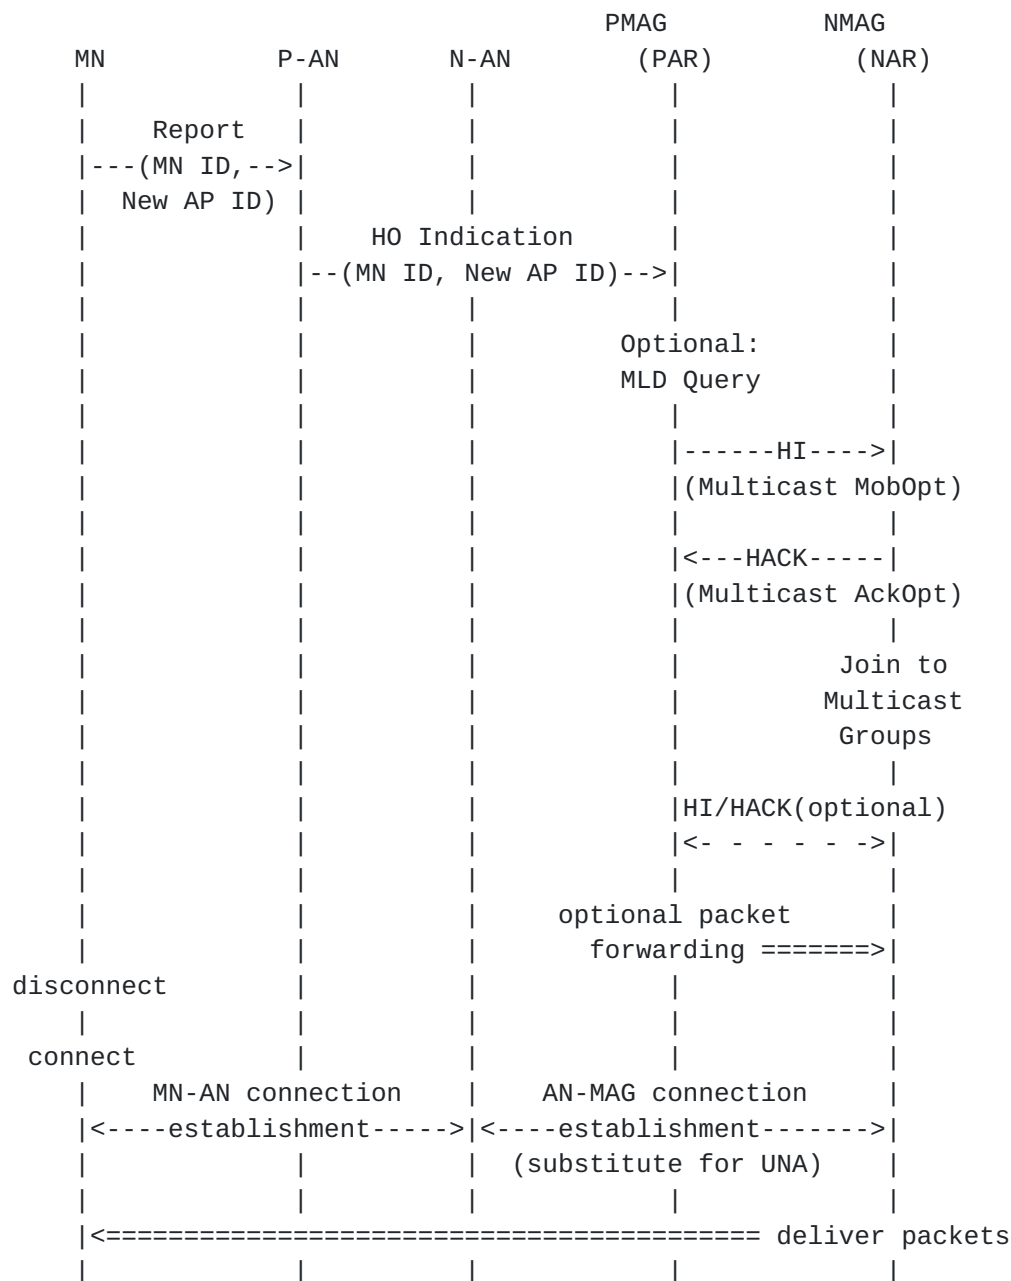 PMAG          NMAG
    MN           P-AN       N-AN        (PAR)         (NAR)
    |             |          |            |             |
    |    Report   |          |            |             |
    |---(MN ID,-->|          |            |             |
    |  New AP ID) |          |            |             |
    |             |    HO Indication      |             |
    |             |--(MN ID, New AP ID)-->|             |
    |             |          |            |             |
    |             |          |         Optional:        |
    |             |          |         MLD Query        |
    |             |          |            |             |
    |             |          |            |------HI---->|
    |             |          |            |(Multicast MobOpt)
    |             |          |            |             |
    |             |          |            |<---HACK-----|
    |             |          |            |(Multicast AckOpt)
    |             |          |            |             |
    |             |          |            |          Join to
    |             |          |            |         Multicast
    |             |          |            |          Groups
    |             |          |            |             |
    |             |          |            |HI/HACK(optional)
    |             |          |            |<- - - - - ->|
    |             |          |            |             |
    |             |          |     optional packet      |
    |             |          |       forwarding =======>|
disconnect        |          |            |             |
    |             |          |            |             |
 connect          |          |            |             |
    |    MN-AN connection    |    AN-MAG connection     |
    |<----establishment----->|<----establishment------->|
    |             |          |  (substitute for UNA)    |
    |             |          |            |             |
    |<========================================== deliver packets
    |             |          |            |             |